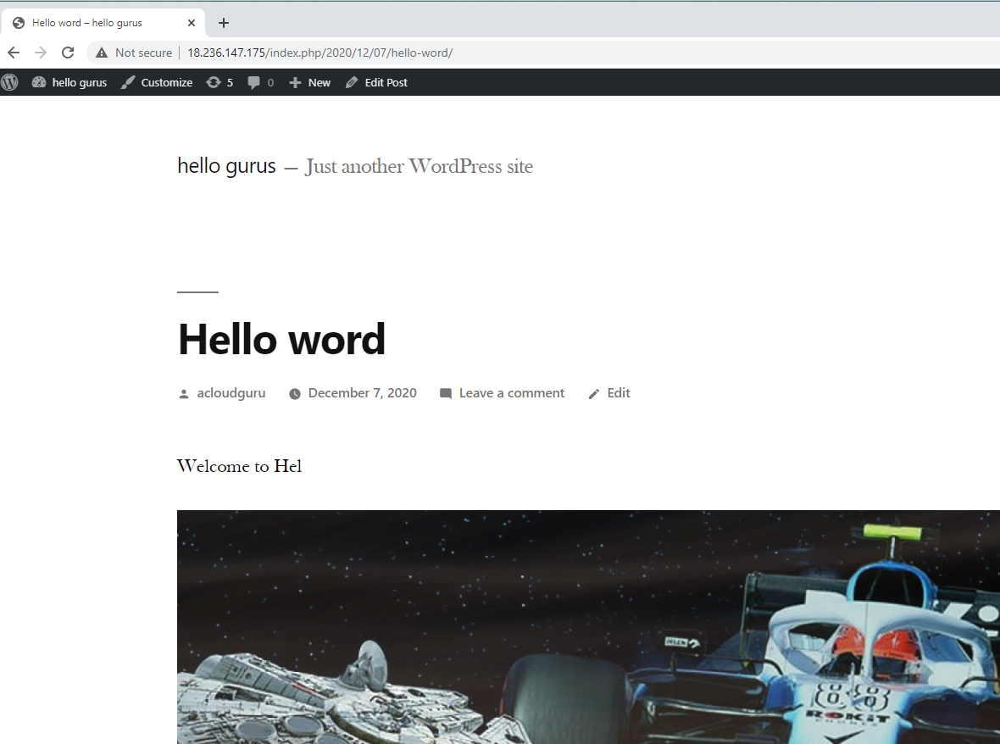 Hello word – hello gurus
Not secure | 18.236.147.175/index.php/2020/12/07/hello-word/
hello gurus Customize 5 0 New Edit Post
hello gurus — Just another WordPress site
Hello word
acloudguru December 7, 2020 Leave a comment Edit
Welcome to Hel
88
ROKiT